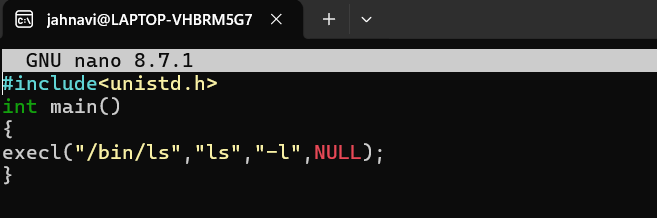 jahnavi@LAPTOP-VHBRM5G7
GNU nano 8.7.1
#include<unistd.h>
int main()
{
execl("/bin/ls","ls","-l",NULL);
}